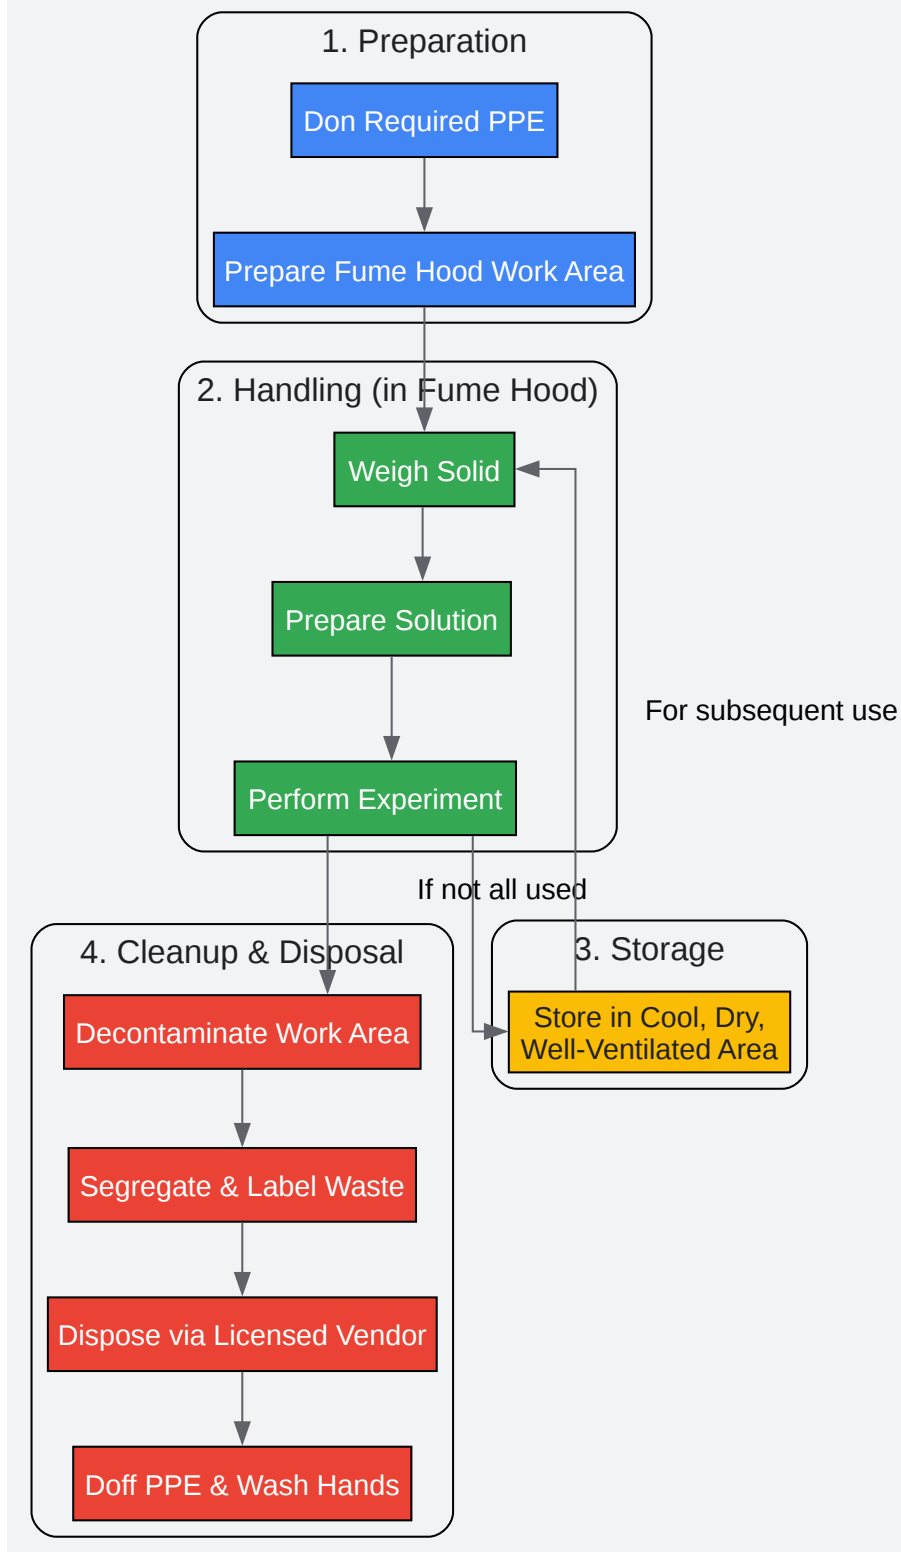 1. Preparation
Don Required PPE
Prepare Fume Hood Work Area
2. Handling (in Fume Hood)
Weigh Solid
Prepare Solution
For subsequent use
Perform Experiment
If not all used
4. Cleanup & Disposal
Decontaminate Work Area
Segregate & Label Waste
Dispose via Licensed Vendor
Doff PPE & Wash Hands
3. Storage
Store in Cool, Dry,
Well-Ventilated Area